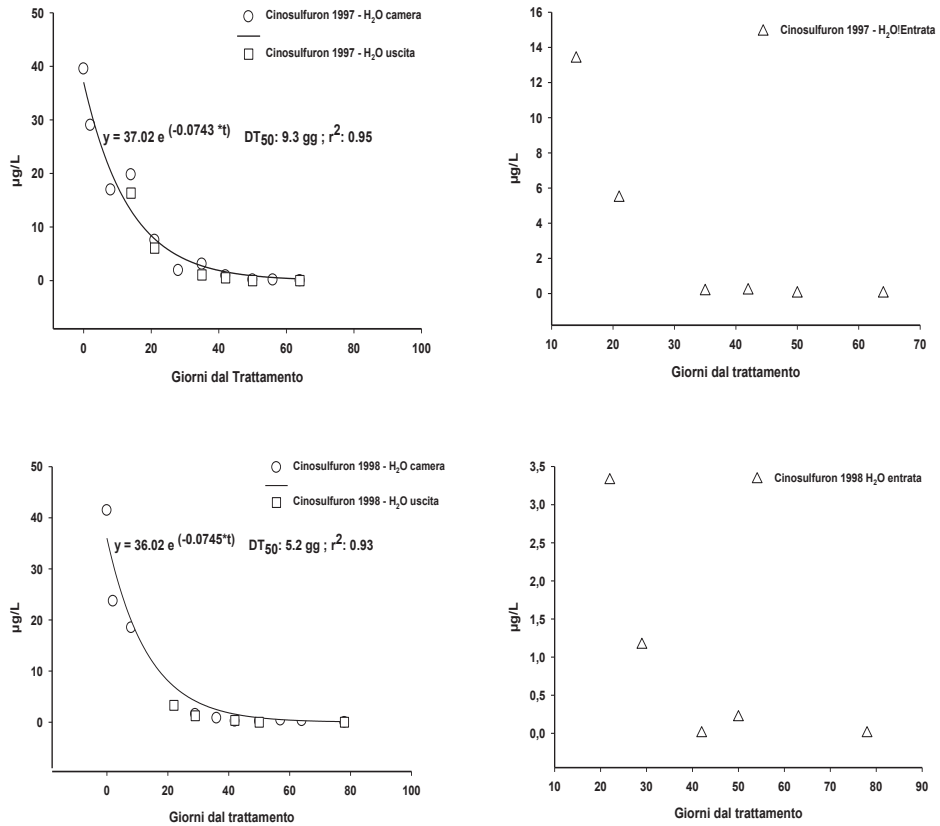 Cinosulfuron 1997 - H₂O camera
Cinosulfuron 1997 - H₂O uscita
y = 37.02 e (-0.0743 *t) DT50: 9.3 gg ; r²: 0.95
µg/L
50
40
30
20
10
0
0 20 40 60 80 100
Giorni dal Trattamento
Cinosulfuron 1997 - H₂O!Entrata
µg/L
16
14
12
10
8
6
4
2
0
10 20 30 40 50 60 70
Giorni dal trattamento
Cinosulfuron 1998 - H₂O camera
Cinosulfuron 1998 - H₂O uscita
y = 36.02 e (-0.0745*t) DT50: 5.2 gg ; r²: 0.93
µg/L
50
40
30
20
10
0
0 20 40 60 80 100
Giorni dal trattamento
Cinosulfuron 1998 H₂O entrata
µg/L
3,5
3,0
2,5
2,0
1,5
1,0
0,5
0,0
10 20 30 40 50 60 70 80 90
Giorni dal trattamento